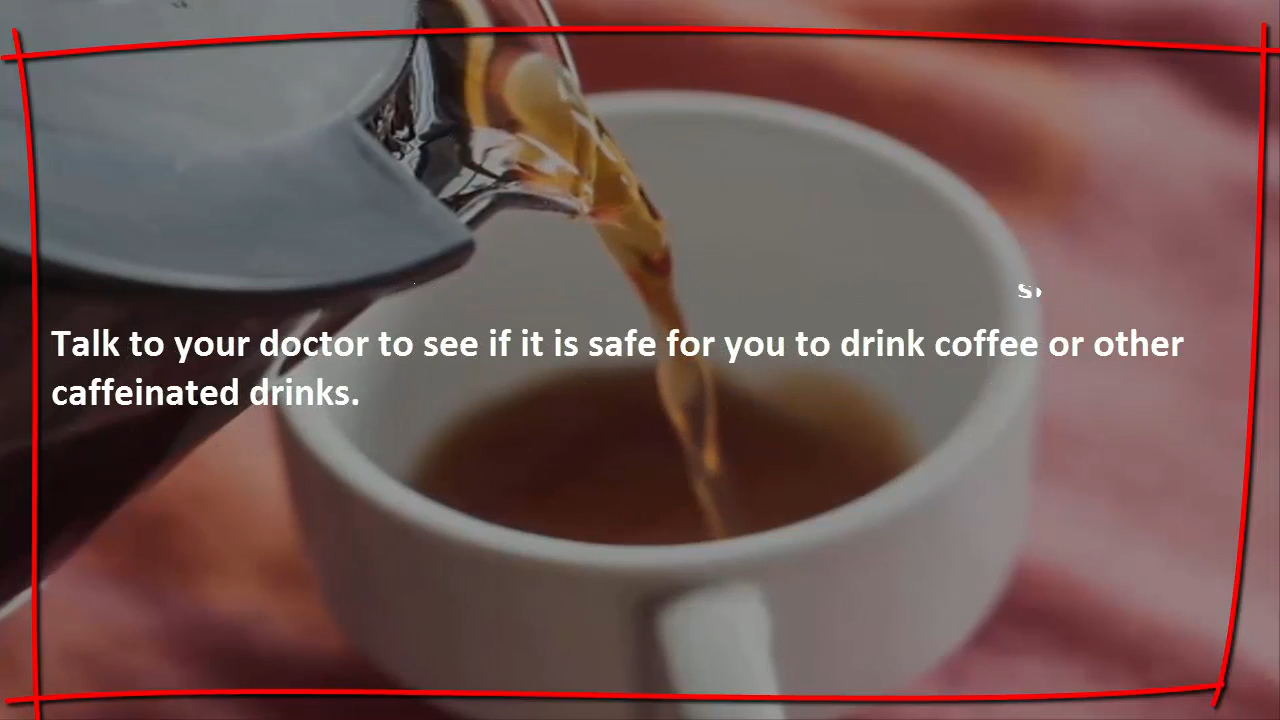 Talk to your doctor to see if it is safe for you to drink coffee or other
caffeinated drinks.